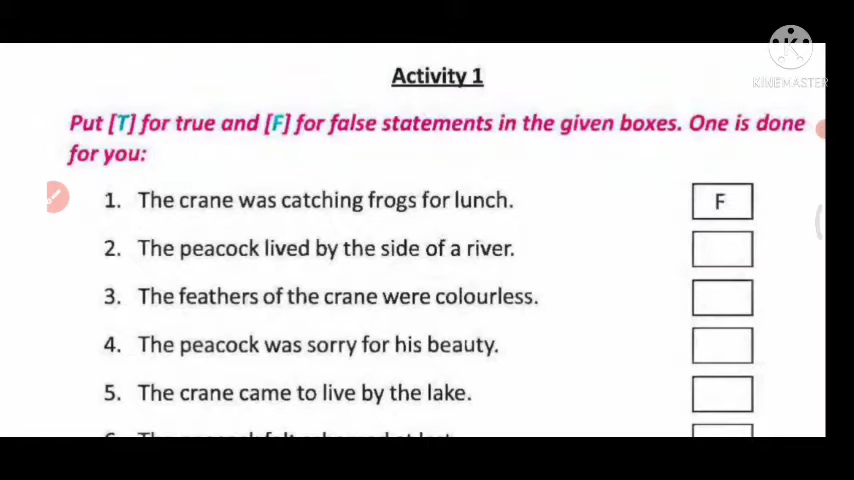 KINEMASTER
Activity 1
Put [T] for true and [F] for false statements in the given boxes. One is done
for you:
1. The crane was catching frogs for lunch. F
2. The peacock lived by the side of a river.
3. The feathers of the crane were colourless.
4. The peacock was sorry for his beauty.
5. The crane came to live by the lake.